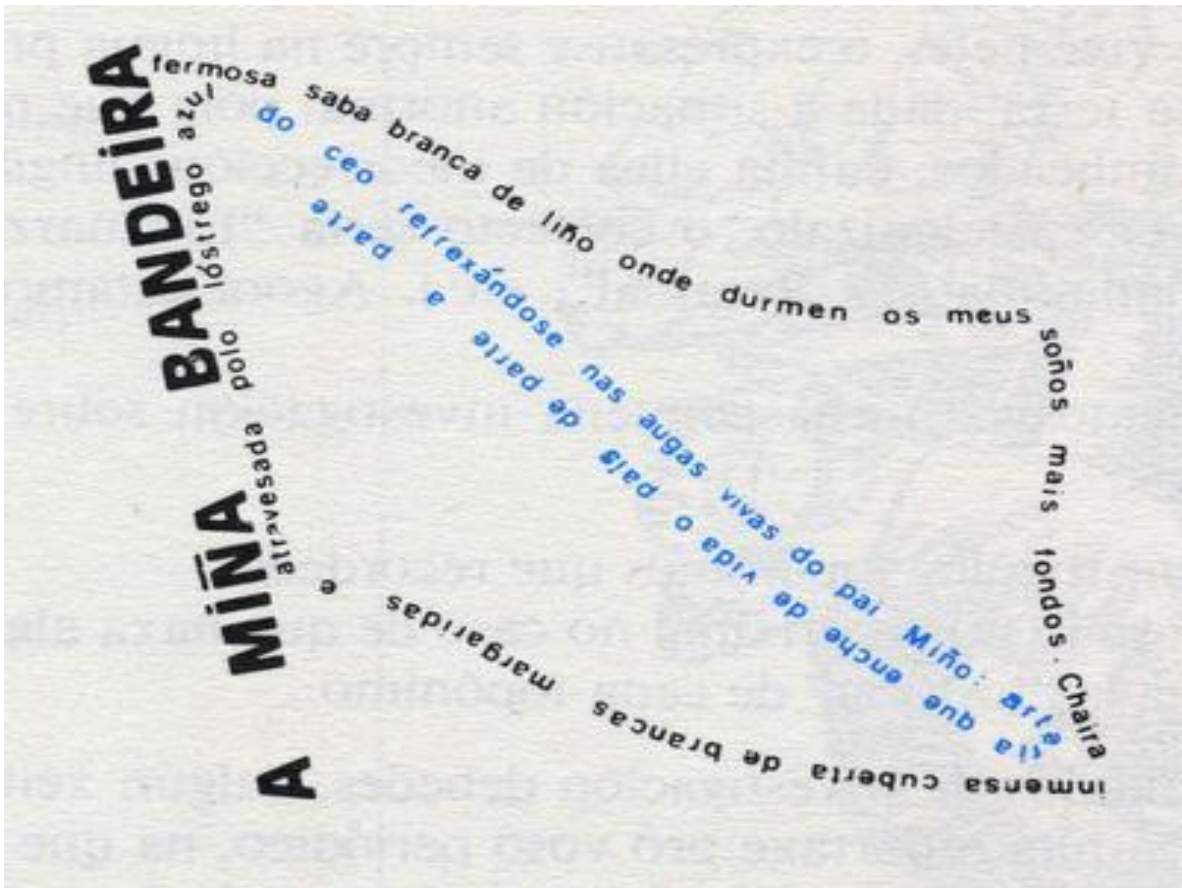 A MiÑA BANDEiRA
fermosa saba branca de liño onde durmen os meus
soños mais fondos. Chaira
inmensa cuberta de brancas margaridas e
atravesada polo lóstrego azul
do ceo refrexándose nas augas vivas do pai Miño: arte
ria que enche de vida o país de parte a parte